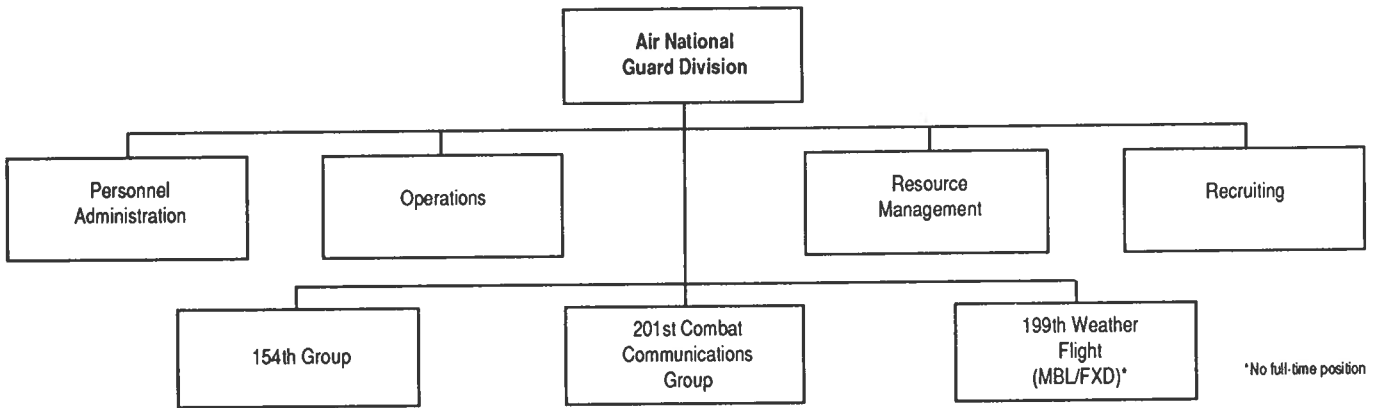 Air National
Guard Division
Personnel
Administration
Operations
Resource
Management
Recruiting
154th Group
201st Combat
Communications
Group
199th Weather
Flight
(MBL/FXD)*
*No full-time position